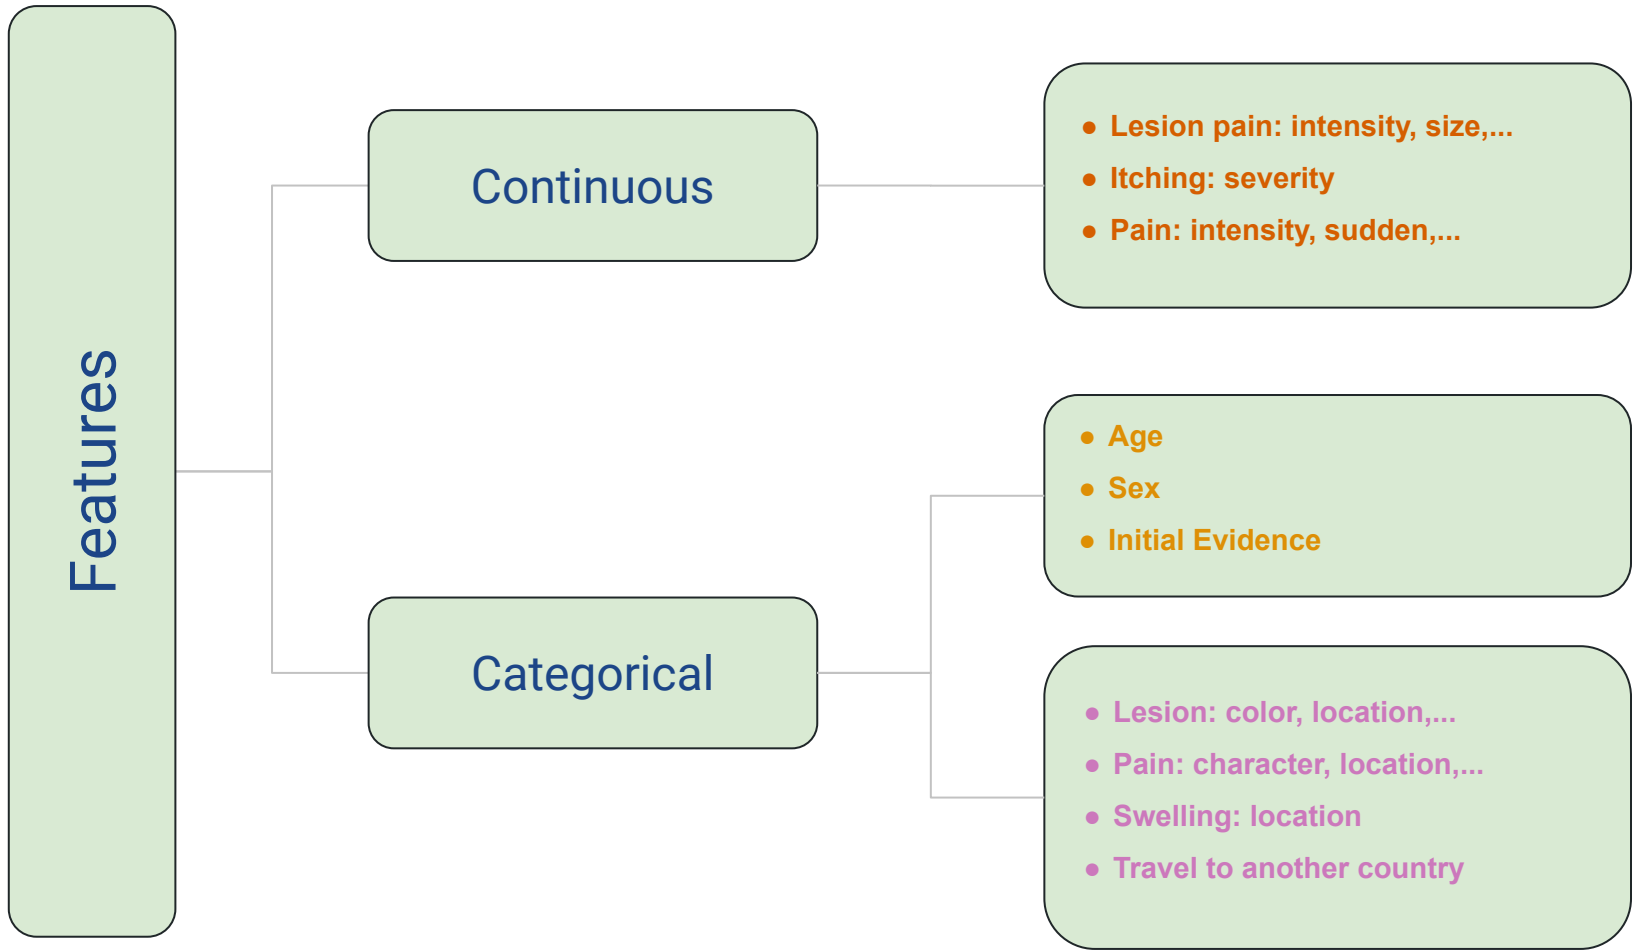 Features
Continuous
● Lesion pain: intensity, size,...
● Itching: severity
● Pain: intensity, sudden,...
Categorical
● Age
● Sex
● Initial Evidence
● Lesion: color, location,...
● Pain: character, location,...
● Swelling: location
● Travel to another country